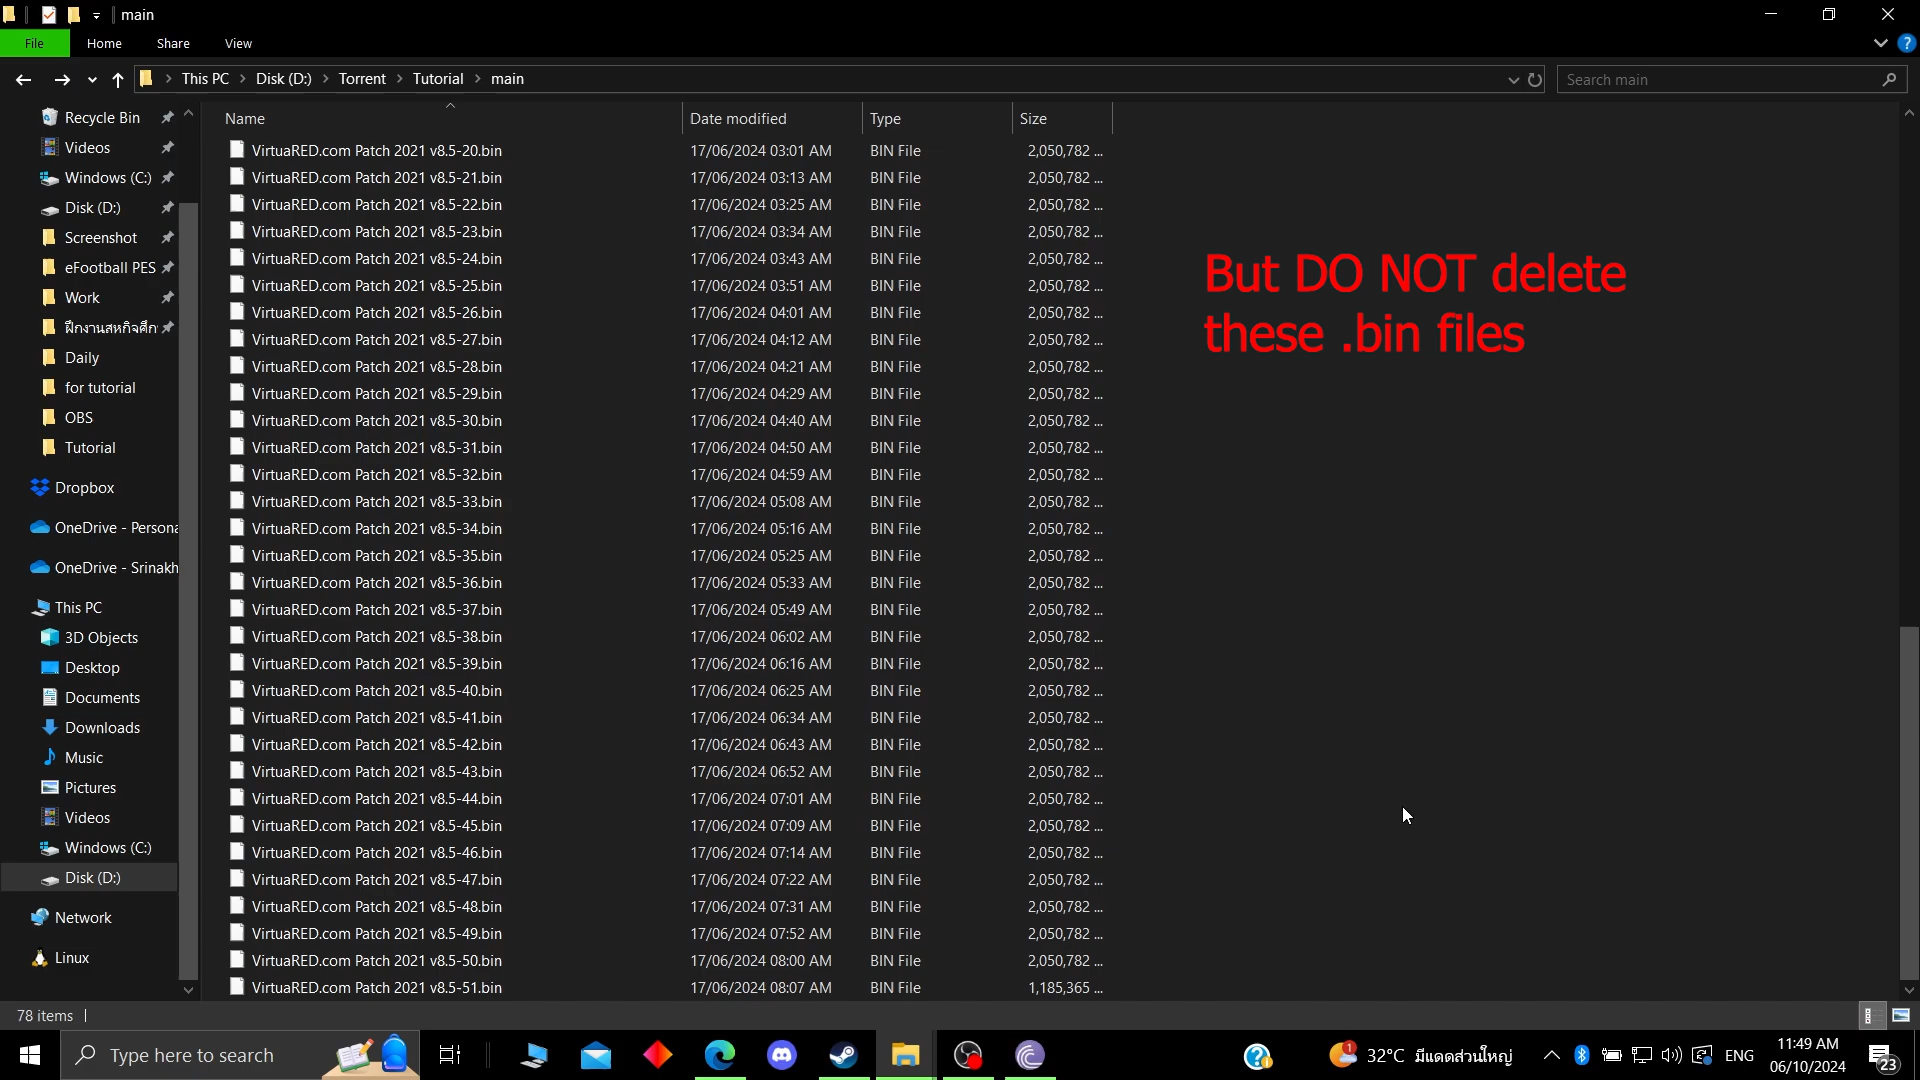 main
File Home Share View
This PC > Disk (D:) > Torrent > Tutorial > main
Search main
Recycle Bin
Videos
Windows (C:)
Disk (D:)
Screenshot
eFootball PES
Work
ฝึกงานสหกิจศึก
Daily
for tutorial
OBS
Tutorial
Dropbox
OneDrive - Persona
OneDrive - Srinakh
This PC
3D Objects
Desktop
Documents
Downloads
Music
Pictures
Videos
Windows (C:)
Disk (D:)
Network
Linux
Name Date modified Type Size
VirtuaRED.com Patch 2021 v8.5-20.bin 17/06/2024 03:01 AM BIN File 2,050,782 ...
VirtuaRED.com Patch 2021 v8.5-21.bin 17/06/2024 03:13 AM BIN File 2,050,782 ...
VirtuaRED.com Patch 2021 v8.5-22.bin 17/06/2024 03:25 AM BIN File 2,050,782 ...
VirtuaRED.com Patch 2021 v8.5-23.bin 17/06/2024 03:34 AM BIN File 2,050,782 ...
VirtuaRED.com Patch 2021 v8.5-24.bin 17/06/2024 03:43 AM BIN File 2,050,782 ...
VirtuaRED.com Patch 2021 v8.5-25.bin 17/06/2024 03:51 AM BIN File 2,050,782 ...
VirtuaRED.com Patch 2021 v8.5-26.bin 17/06/2024 04:01 AM BIN File 2,050,782 ...
VirtuaRED.com Patch 2021 v8.5-27.bin 17/06/2024 04:12 AM BIN File 2,050,782 ...
VirtuaRED.com Patch 2021 v8.5-28.bin 17/06/2024 04:21 AM BIN File 2,050,782 ...
VirtuaRED.com Patch 2021 v8.5-29.bin 17/06/2024 04:29 AM BIN File 2,050,782 ...
VirtuaRED.com Patch 2021 v8.5-30.bin 17/06/2024 04:40 AM BIN File 2,050,782 ...
VirtuaRED.com Patch 2021 v8.5-31.bin 17/06/2024 04:50 AM BIN File 2,050,782 ...
VirtuaRED.com Patch 2021 v8.5-32.bin 17/06/2024 04:59 AM BIN File 2,050,782 ...
VirtuaRED.com Patch 2021 v8.5-33.bin 17/06/2024 05:08 AM BIN File 2,050,782 ...
VirtuaRED.com Patch 2021 v8.5-34.bin 17/06/2024 05:16 AM BIN File 2,050,782 ...
VirtuaRED.com Patch 2021 v8.5-35.bin 17/06/2024 05:25 AM BIN File 2,050,782 ...
VirtuaRED.com Patch 2021 v8.5-36.bin 17/06/2024 05:33 AM BIN File 2,050,782 ...
VirtuaRED.com Patch 2021 v8.5-37.bin 17/06/2024 05:49 AM BIN File 2,050,782 ...
VirtuaRED.com Patch 2021 v8.5-38.bin 17/06/2024 06:02 AM BIN File 2,050,782 ...
VirtuaRED.com Patch 2021 v8.5-39.bin 17/06/2024 06:16 AM BIN File 2,050,782 ...
VirtuaRED.com Patch 2021 v8.5-40.bin 17/06/2024 06:25 AM BIN File 2,050,782 ...
VirtuaRED.com Patch 2021 v8.5-41.bin 17/06/2024 06:34 AM BIN File 2,050,782 ...
VirtuaRED.com Patch 2021 v8.5-42.bin 17/06/2024 06:43 AM BIN File 2,050,782 ...
VirtuaRED.com Patch 2021 v8.5-43.bin 17/06/2024 06:52 AM BIN File 2,050,782 ...
VirtuaRED.com Patch 2021 v8.5-44.bin 17/06/2024 07:01 AM BIN File 2,050,782 ...
VirtuaRED.com Patch 2021 v8.5-45.bin 17/06/2024 07:09 AM BIN File 2,050,782 ...
VirtuaRED.com Patch 2021 v8.5-46.bin 17/06/2024 07:14 AM BIN File 2,050,782 ...
VirtuaRED.com Patch 2021 v8.5-47.bin 17/06/2024 07:22 AM BIN File 2,050,782 ...
VirtuaRED.com Patch 2021 v8.5-48.bin 17/06/2024 07:31 AM BIN File 2,050,782 ...
VirtuaRED.com Patch 2021 v8.5-49.bin 17/06/2024 07:52 AM BIN File 2,050,782 ...
VirtuaRED.com Patch 2021 v8.5-50.bin 17/06/2024 08:00 AM BIN File 2,050,782 ...
VirtuaRED.com Patch 2021 v8.5-51.bin 17/06/2024 08:07 AM BIN File 1,185,365 ...
But DO NOT delete
these .bin files
78 items
Type here to search
1
32°C มีแดดส่วนใหญ่
ENG
11:49 AM
06/10/2024
23